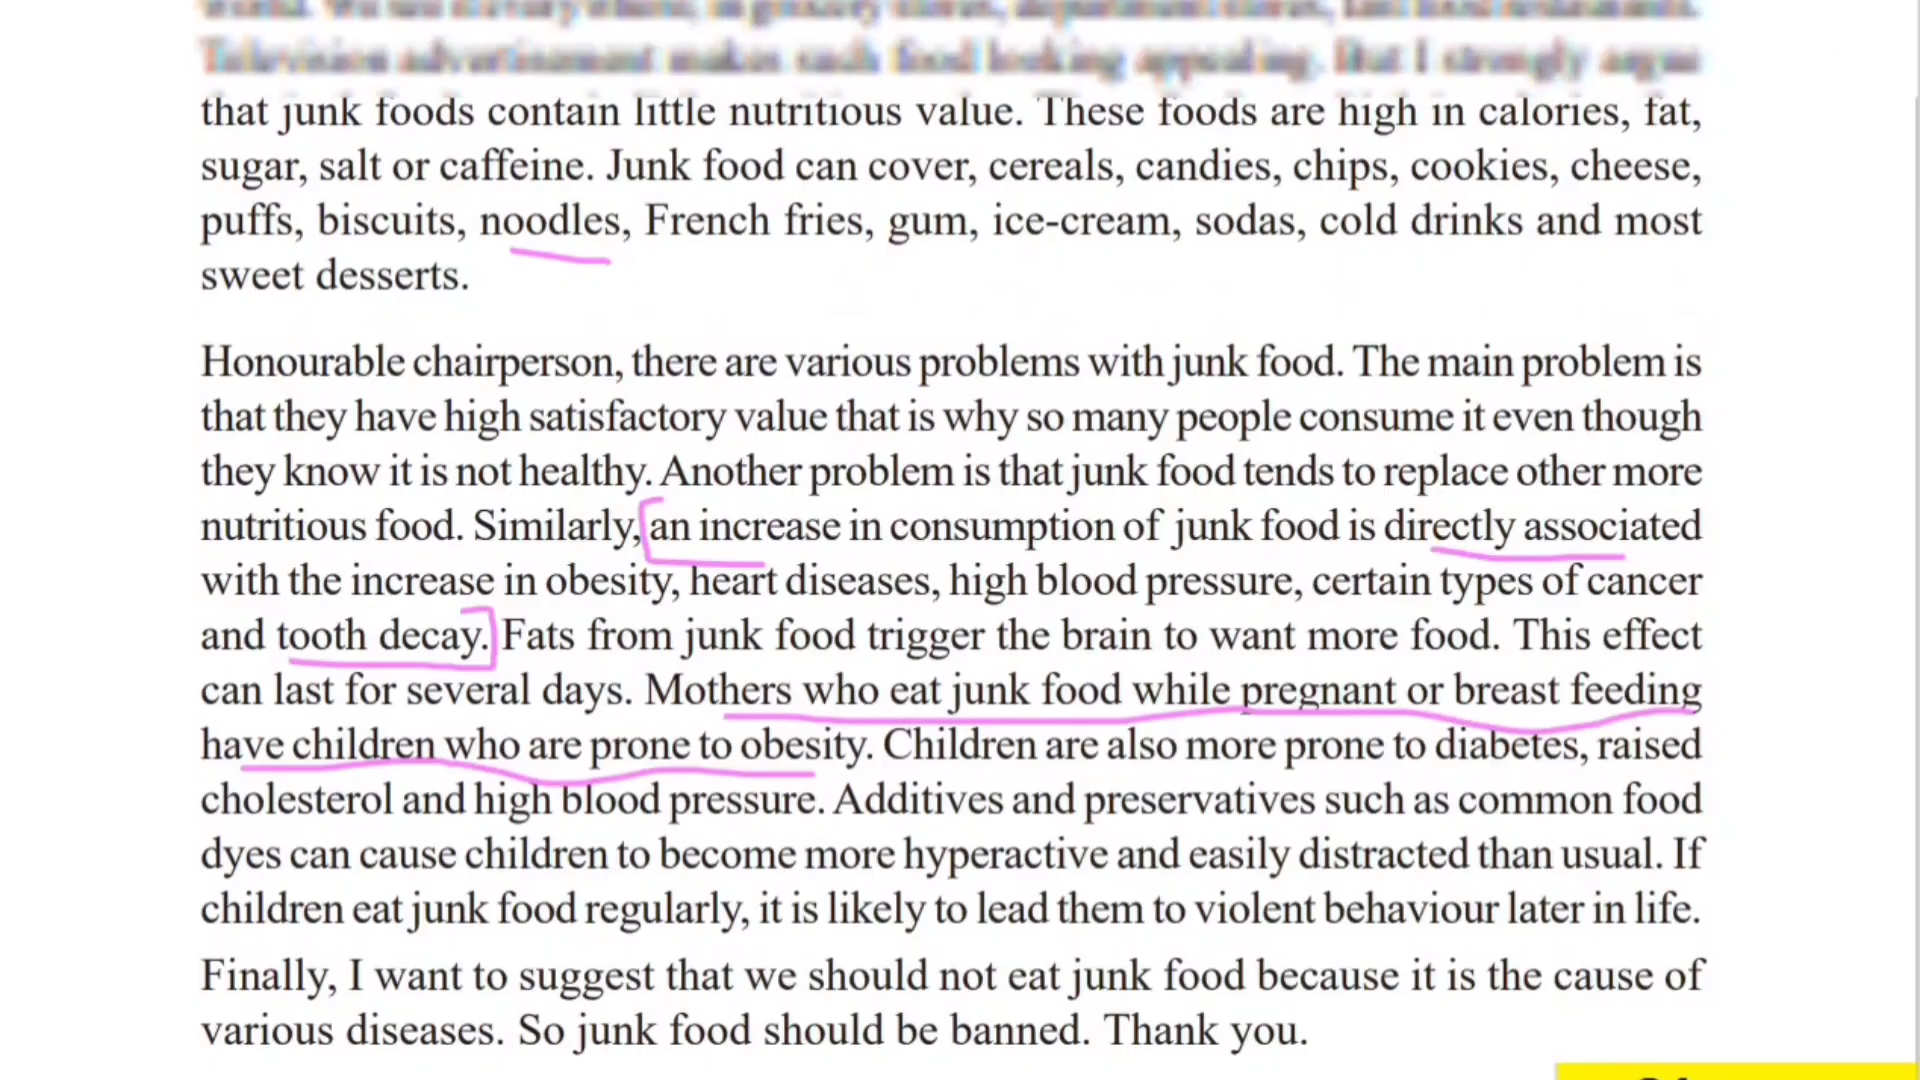 Television advertisement makes such food looking appealing. But I strongly argue
that junk foods contain little nutritious value. These foods are high in calories, fat,
sugar, salt or caffeine. Junk food can cover, cereals, candies, chips, cookies, cheese,
puffs, biscuits, noodles, French fries, gum, ice-cream, sodas, cold drinks and most
sweet desserts.
Honourable chairperson, there are various problems with junk food. The main problem is
that they have high satisfactory value that is why so many people consume it even though
they know it is not healthy. Another problem is that junk food tends to replace other more
nutritious food. Similarly, an increase in consumption of junk food is directly associated
with the increase in obesity, heart diseases, high blood pressure, certain types of cancer
and tooth decay. Fats from junk food trigger the brain to want more food. This effect
can last for several days. Mothers who eat junk food while pregnant or breast feeding
have children who are prone to obesity. Children are also more prone to diabetes, raised
cholesterol and high blood pressure. Additives and preservatives such as common food
dyes can cause children to become more hyperactive and easily distracted than usual. If
children eat junk food regularly, it is likely to lead them to violent behaviour later in life.
Finally, I want to suggest that we should not eat junk food because it is the cause of
various diseases. So junk food should be banned. Thank you.